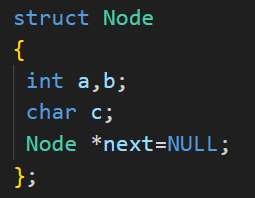 struct Node
{
int a,b;
char c;
Node *next=NULL;
};